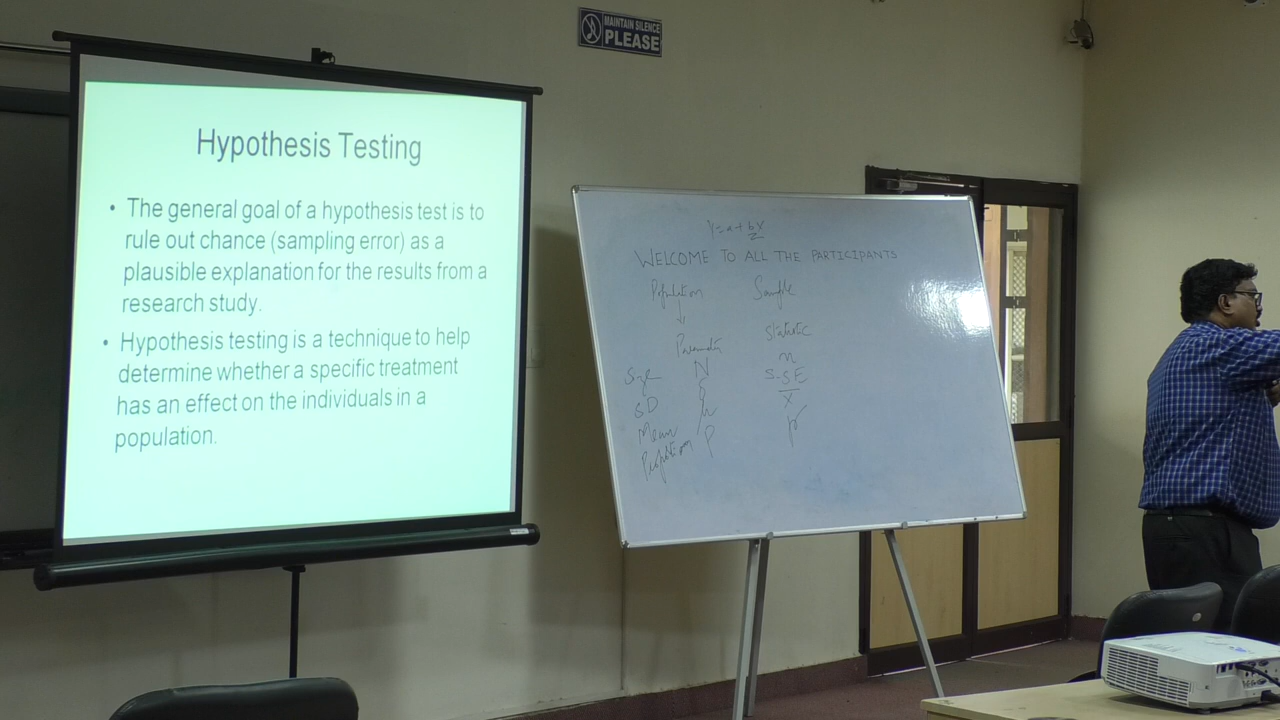 MAINTAIN SILENCE
PLEASE
Hypothesis Testing
• The general goal of a hypothesis test is to
rule out chance (sampling error) as a
plausible explanation for the results from a
research study.
• Hypothesis testing is a technique to help
determine whether a specific treatment
has an effect on the individuals in a
population.
Y=a+bX
WELCOME TO ALL THE PARTICIPANTS
Population Sample
Parameter Statistic
Size N n
SD S.E
Mean μ x̄
P p